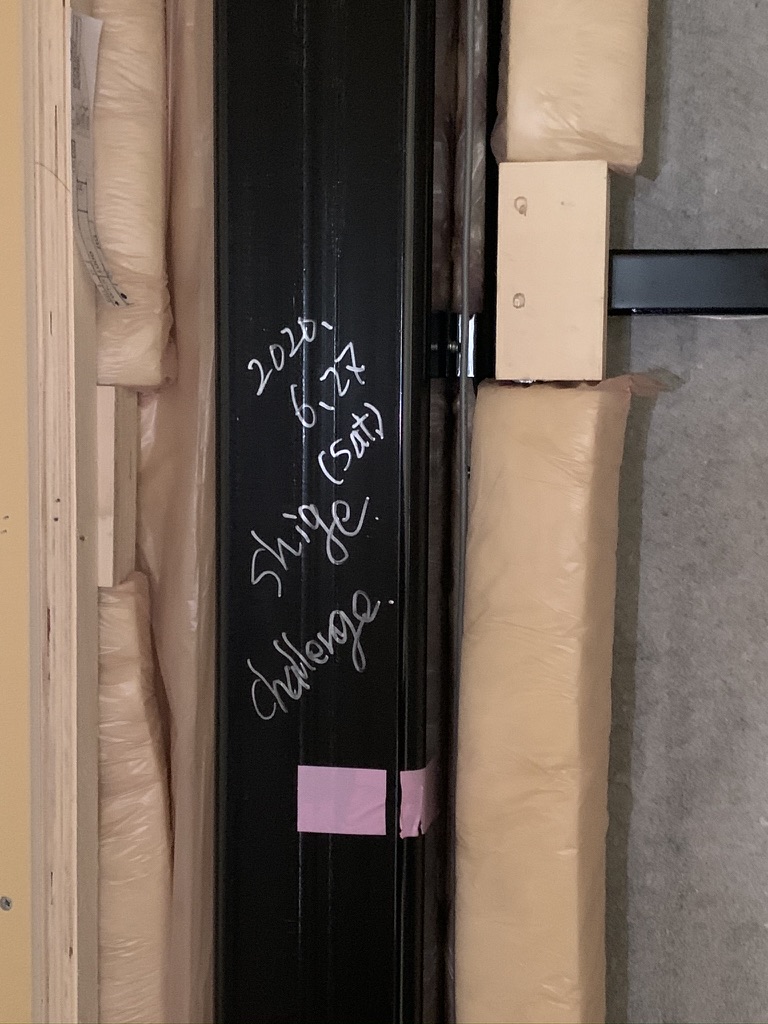 2020.
6.27
(Sat.)
Shige.
Challenge.